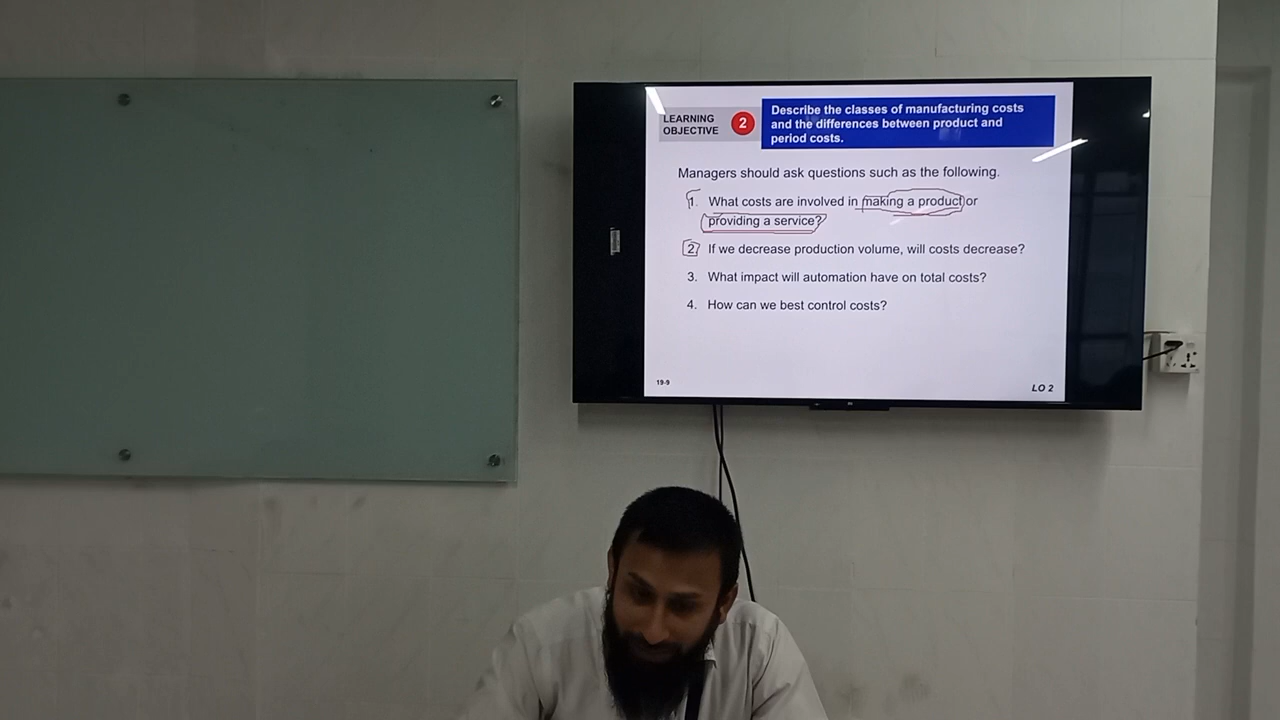 LEARNING
OBJECTIVE
2
Describe the classes of manufacturing costs
and the differences between product and
period costs.
Managers should ask questions such as the following.
1. What costs are involved in making a product or
providing a service?
2. If we decrease production volume, will costs decrease?
3. What impact will automation have on total costs?
4. How can we best control costs?
19-9
LO 2